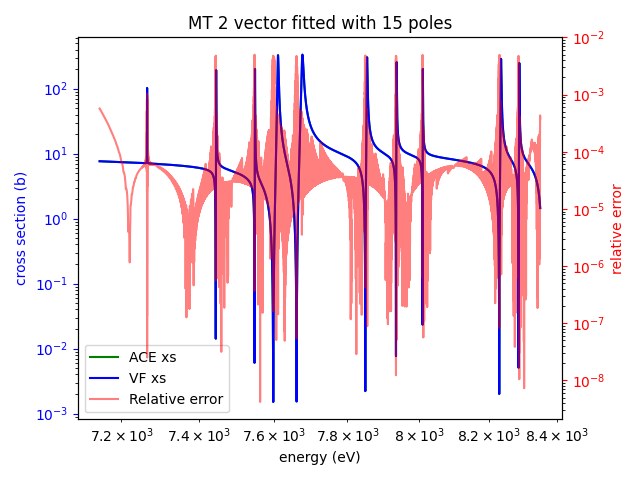 MT 2 vector fitted with 15 poles
10⁻²
10²
10⁻³
10¹
10⁻⁴
10⁰
10⁻⁵
10⁻¹
10⁻⁶
10⁻²
10⁻⁷
10⁻³
10⁻⁸
cross section (b)
relative error
ACE xs
VF xs
Relative error
7.2 × 10³ 7.4 × 10³ 7.6 × 10³ 7.8 × 10³ 8 × 10³ 8.2 × 10³ 8.4 × 10³
energy (eV)